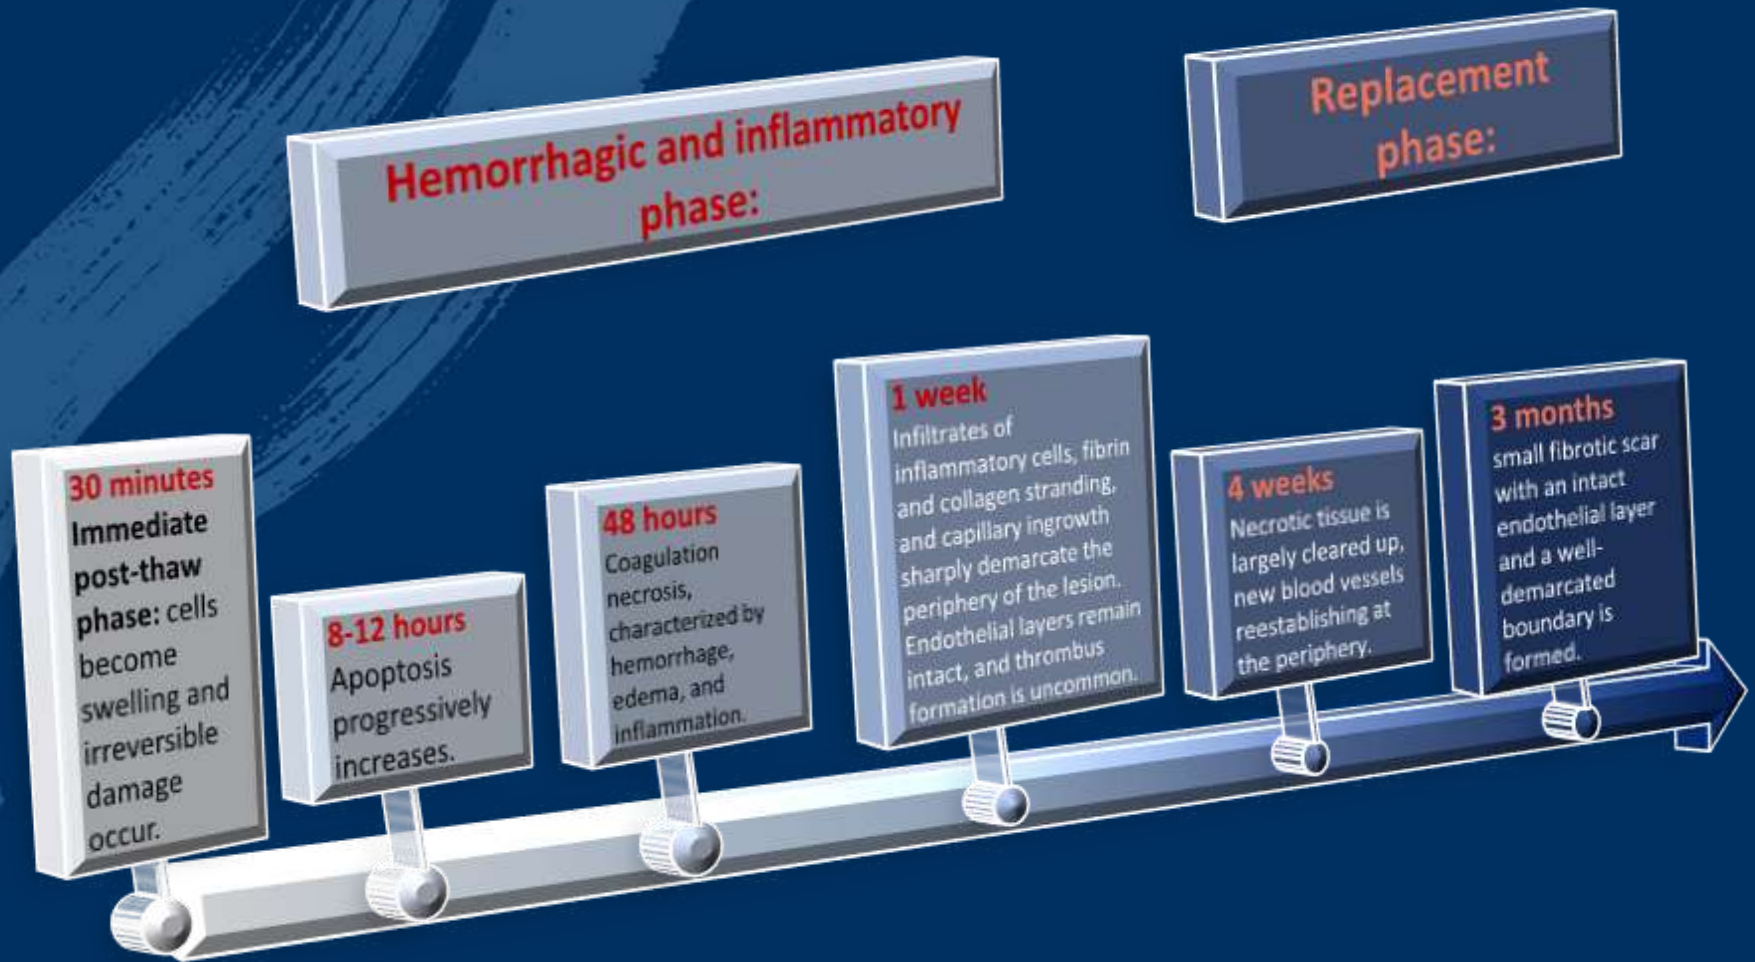 Hemorrhagic and inflammatory
phase:
Replacement
phase:
30 minutes
Immediate
post-thaw
phase: cells
become
swelling and
irreversible
damage
occur.
8-12 hours
Apoptosis
progressively
increases.
48 hours
Coagulation
necrosis,
characterized by
hemorrhage,
edema, and
inflammation.
1 week
Infiltrates of
inflammatory cells, fibrin
and collagen stranding,
and capillary ingrowth
sharply demarcate the
periphery of the lesion.
Endothelial layers remain
intact, and thrombus
formation is uncommon.
4 weeks
Necrotic tissue is
largely cleared up,
new blood vessels
reestablishing at
the periphery.
3 months
small fibrotic scar
with an intact
endothelial layer
and a well-
demarcated
boundary is
formed.